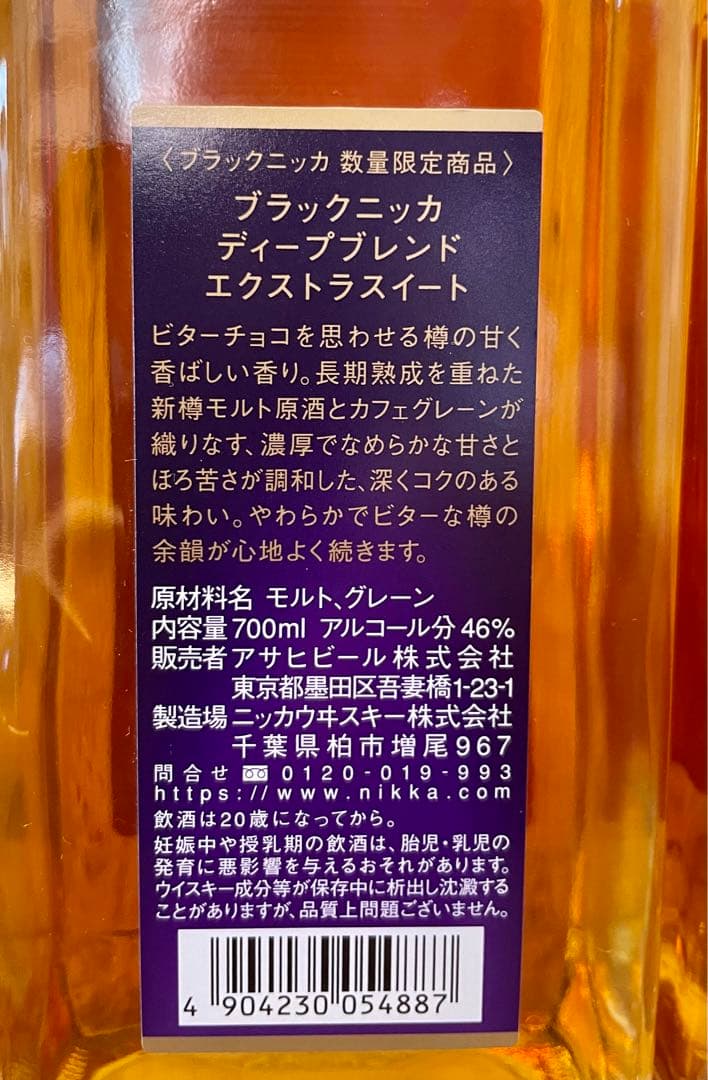 〈ブラックニッカ 数量限定商品〉
ブラックニッカ
ディープブレンド
エクストラスイート
ビターチョコを思わせる樽の甘く
香ばしい香り。長期熟成を重ねた
新樽モルト原酒とカフェグレーンが
織りなす、濃厚でなめらかな甘さと
ほろ苦さが調和した、深くコクのある
味わい。やわらかでビターな樽の
余韻が心地よく続きます。
原材料名 モルト、グレーン
内容量 700ml アルコール分 46%
販売者 アサヒビール株式会社
東京都墨田区吾妻橋1-23-1
製造場 ニッカウヰスキー株式会社
千葉県柏市増尾967
問合せ 0120-019-993
https://www.nikka.com
飲酒は20歳になってから。
妊娠中や授乳期の飲酒は、胎児・乳児の
発育に悪影響を与えるおそれがあります。
ウイスキー成分等が保存中に析出し沈澱する
ことがありますが、品質上問題ございません。
4 904230 054887